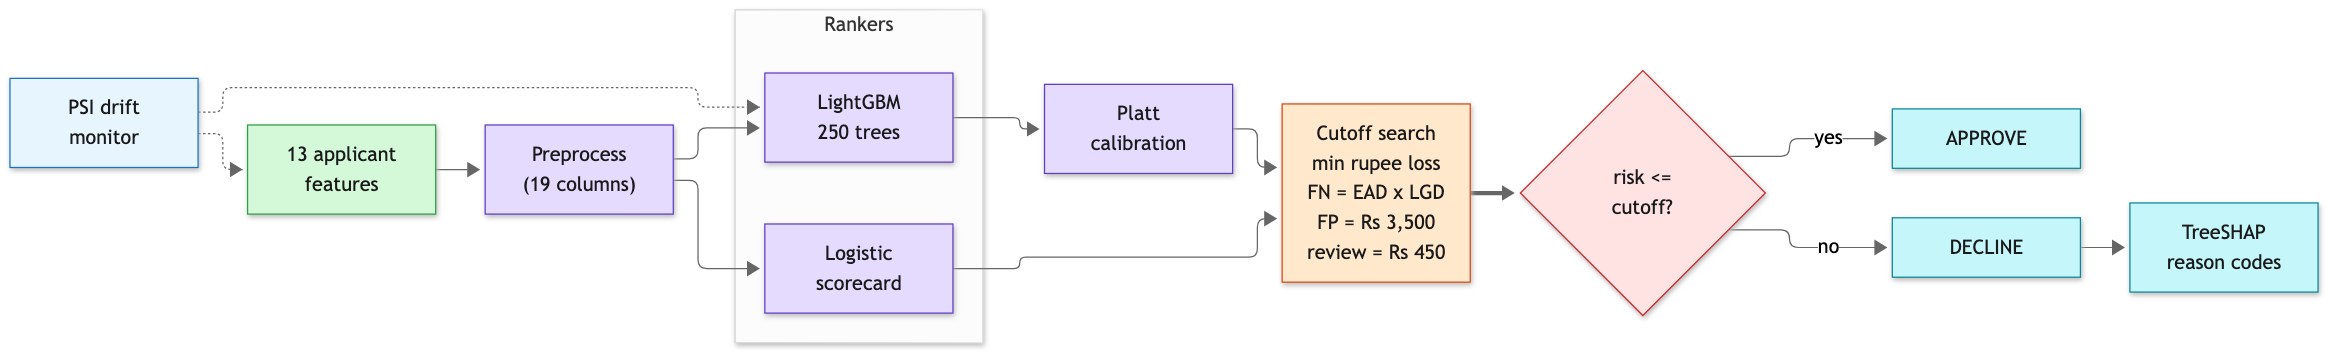 PSI drift
monitor
13 applicant
features
Preprocess
(19 columns)
Rankers
LightGBM
250 trees
Logistic
scorecard
Platt
calibration
Cutoff search
min rupee loss
FN = EAD x LGD
FP = Rs 3,500
review = Rs 450
risk <=
cutoff?
yes
no
APPROVE
DECLINE
TreeSHAP
reason codes